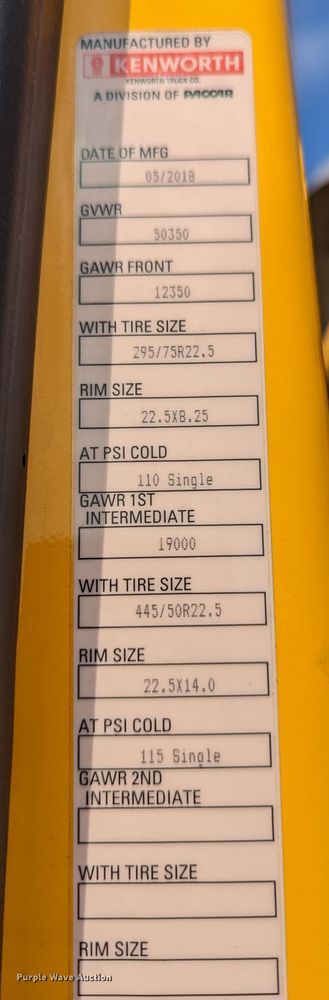 MANUFACTURED BY
KENWORTH
KENWORTH TRUCK CO.
A DIVISION OF PACCAR
DATE OF MFG
05/2018
GVWR
50350
GAWR FRONT
12350
WITH TIRE SIZE
295/75R22.5
RIM SIZE
22.5X8.25
AT PSI COLD
110 Single
GAWR 1ST
INTERMEDIATE
19000
WITH TIRE SIZE
445/50R22.5
RIM SIZE
22.5X14.0
AT PSI COLD
115 Single
GAWR 2ND
INTERMEDIATE
WITH TIRE SIZE
RIM SIZE
Purple Wave Auction